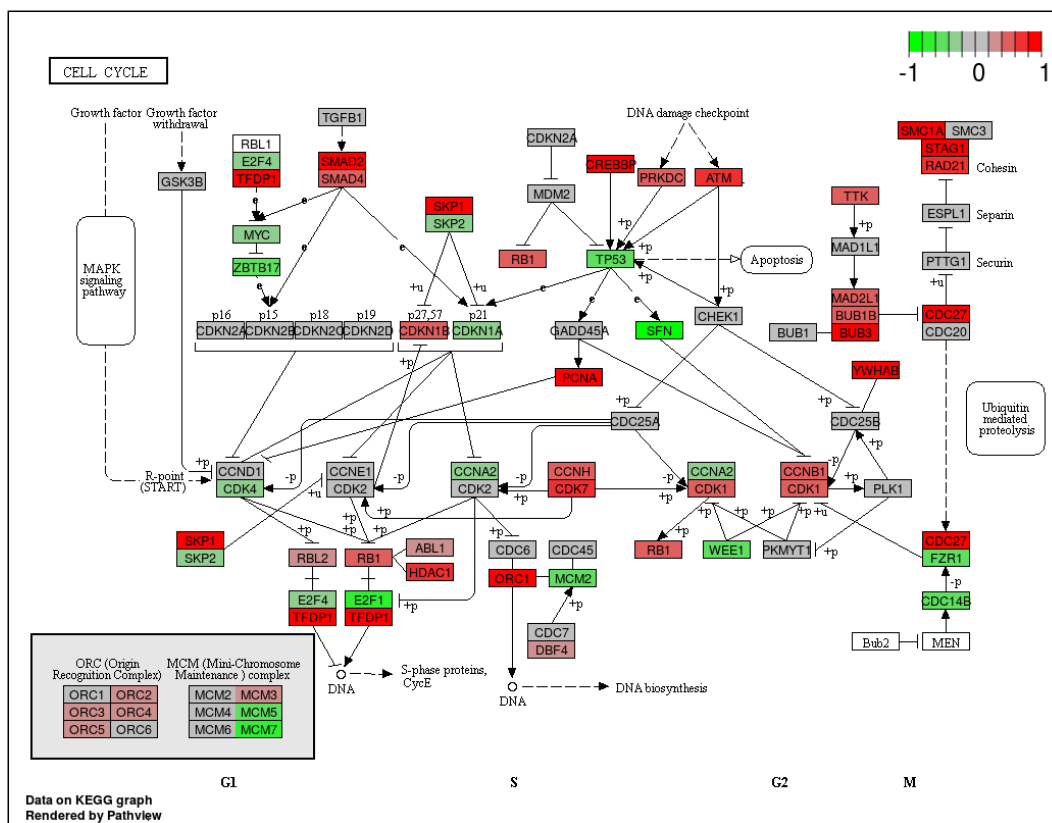 CELL CYCLE
-1 0 1
Growth factor
Growth factor
withdrawal
RBL1
E2F4
TFDP1
TGFB1
SMAD2
SMAD4
GSK3B
MYC
ZBTB17
SKP1
SKP2
CDKN2A
MDM2
RB1
DNA damage checkpoint
CREBBP
PRKDC
ATM
TP53
Apoptosis
TTK
MAD1L1
MAD2L1
BUB1B
BUB3
BUB1
SMC1A
SMC3
STAG1
RAD21
Cohesin
ESPL1
Separin
PTTG1
Securin
CDC27
CDC20
MAPK
signaling
pathway
p16
p15
p18
p19
p27,57
p21
CDKN2A
CDKN2B
CDKN2C
CDKN2D
CDKN1B
CDKN1A
GADD45A
SFN
CHEK1
PCNA
YWHAB
CDC25A
CDC25B
Ubiquitin
mediated
proteolysis
R-point
(START)
CCND1
CDK4
CCNE1
CDK2
CCNA2
CDK2
CCNH
CDK7
CCNA2
CDK1
CCNB1
CDK1
PLK1
e
e
e
e
e
e
+p
+p
+p
+p
+p
+p
+u
+u
+u
+p
+p
+p
+p
-p
+u
-p
-p
+p
-p
+p
-p
+p
+p
+p
+p
+p
+p
+p
+p
+p
+p
+p
+u
+p
-p
+p
+p
SKP1
SKP2
RBL2
RB1
ABL1
HDAC1
E2F4
TFDP1
E2F1
TFDP1
CDC6
CDC45
ORC1
MCM2
CDC7
DBF4
RB1
WEE1
PKMYT1
CDC27
FZR1
CDC14B
Bub2
MEN
DNA
S-phase proteins,
CycE
DNA
DNA biosynthesis
ORC (Origin
Recognition Complex)
ORC1 ORC2
ORC3 ORC4
ORC5 ORC6
MCM (Mini-Chromosome
Maintenance ) complex
MCM2 MCM3
MCM4 MCM5
MCM6 MCM7
G1
S
G2
M
Data on KEGG graph
Rendered by Pathview